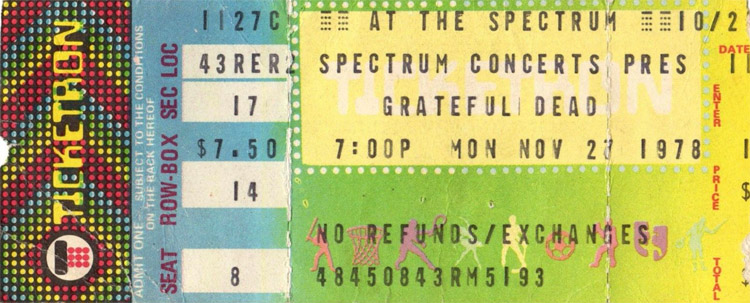 TICKETRON
ADMIT ONE — SUBJECT TO THE CONDITIONS
ON THE BACK HEREOF
SEC LOC
ROW-BOX
SEAT
1127C
43RER2
17
$7.50
14
8
AT THE SPECTRUM 10/2
SPECTRUM CONCERTS PRES
TICKETRON
GRATEFUL DEAD
7:00P MON NOV 27 1978
NO REFUNDS/EXCHANGES
48450843RM5193
DATE
ENTER
PRICE
TOTAL
$